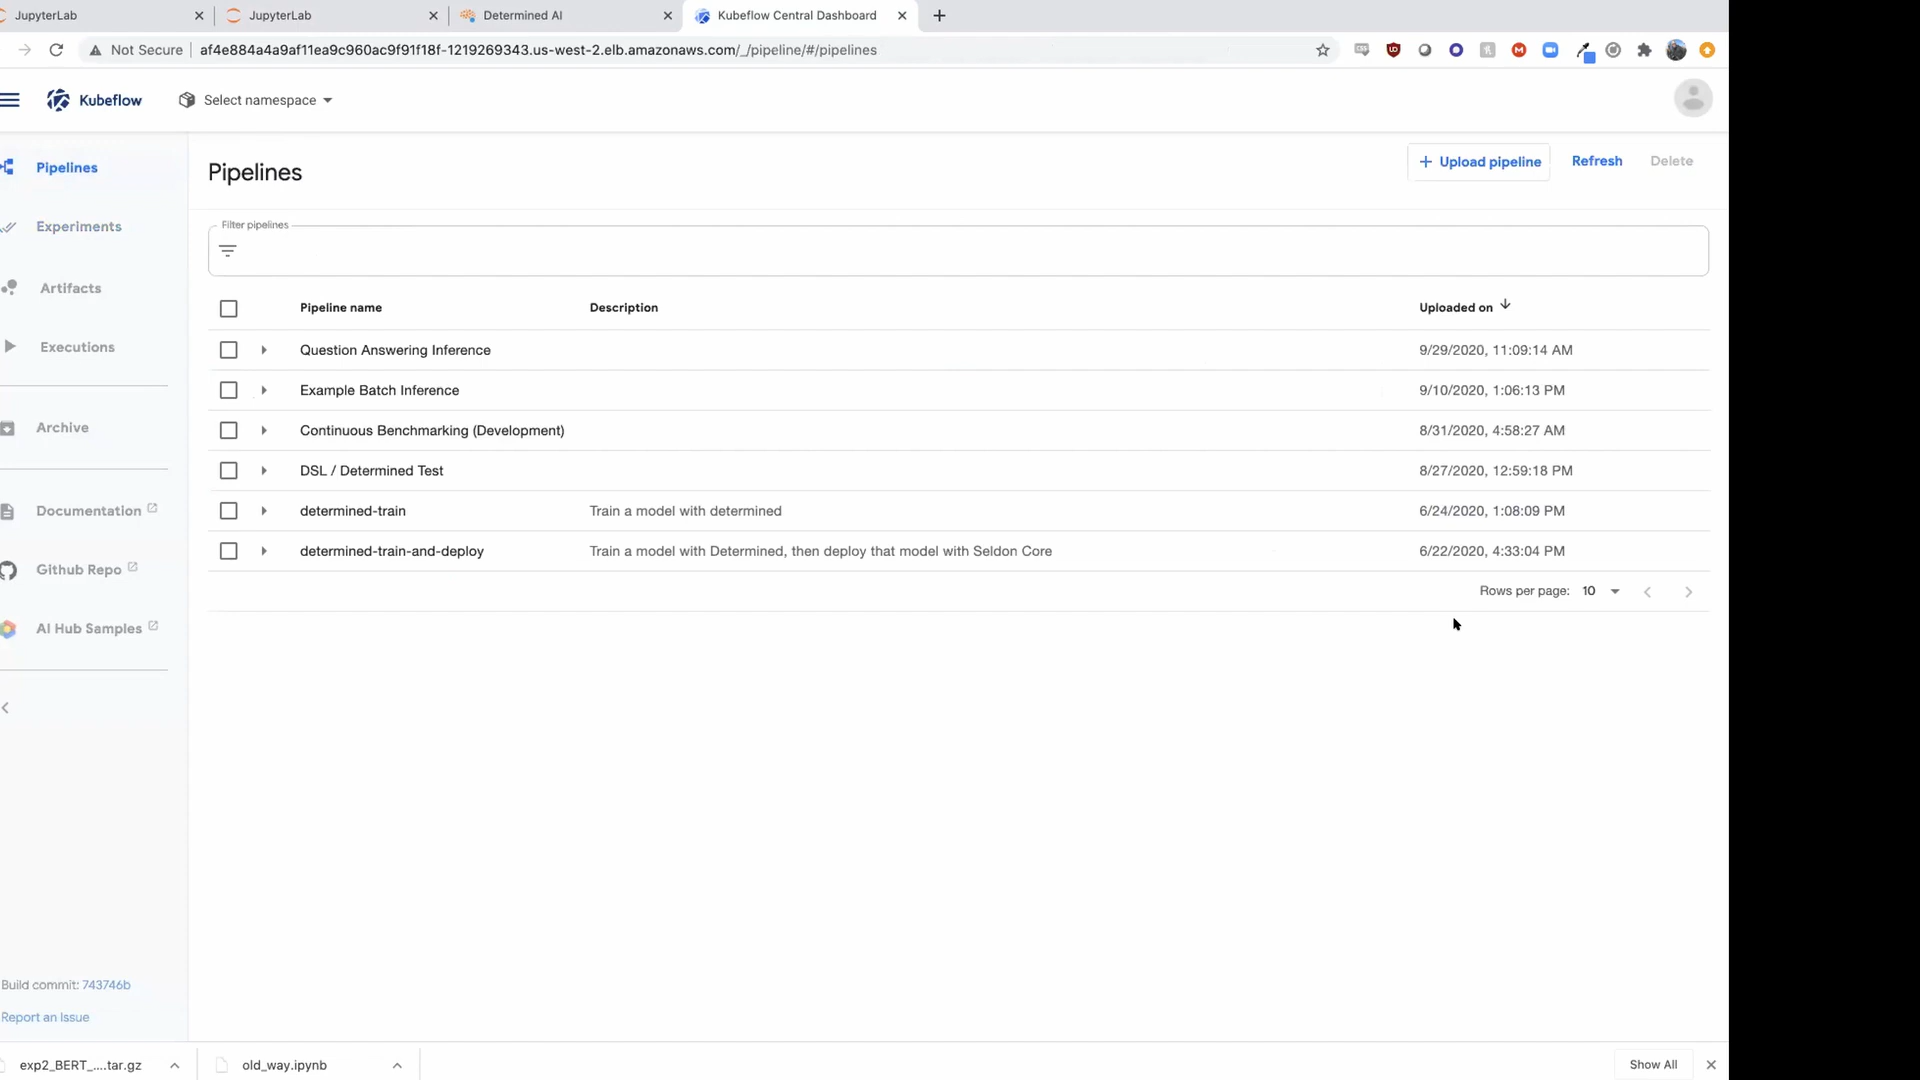 JupyterLab
JupyterLab
Determined AI
Kubeflow Central Dashboard
Not Secure
af4e884a4a9af11ea9c960ac9f91f18f-1219269343.us-west-2.elb.amazonaws.com/_/pipeline/#/pipelines
Kubeflow
Select namespace
Pipelines
Experiments
Artifacts
Executions
Archive
Documentation
Github Repo
AI Hub Samples
Build commit: 743746b
Report an Issue
Pipelines
+ Upload pipeline
Refresh
Delete
Filter pipelines
Pipeline name Description Uploaded on
Question Answering Inference 9/29/2020, 11:09:14 AM
Example Batch Inference 9/10/2020, 1:06:13 PM
Continuous Benchmarking (Development) 8/31/2020, 4:58:27 AM
DSL / Determined Test 8/27/2020, 12:59:18 PM
determined-train Train a model with determined 6/24/2020, 1:08:09 PM
determined-train-and-deploy Train a model with Determined, then deploy that model with Seldon Core 6/22/2020, 4:33:04 PM
Rows per page: 10
exp2_BERT_....tar.gz
old_way.ipynb
Show All